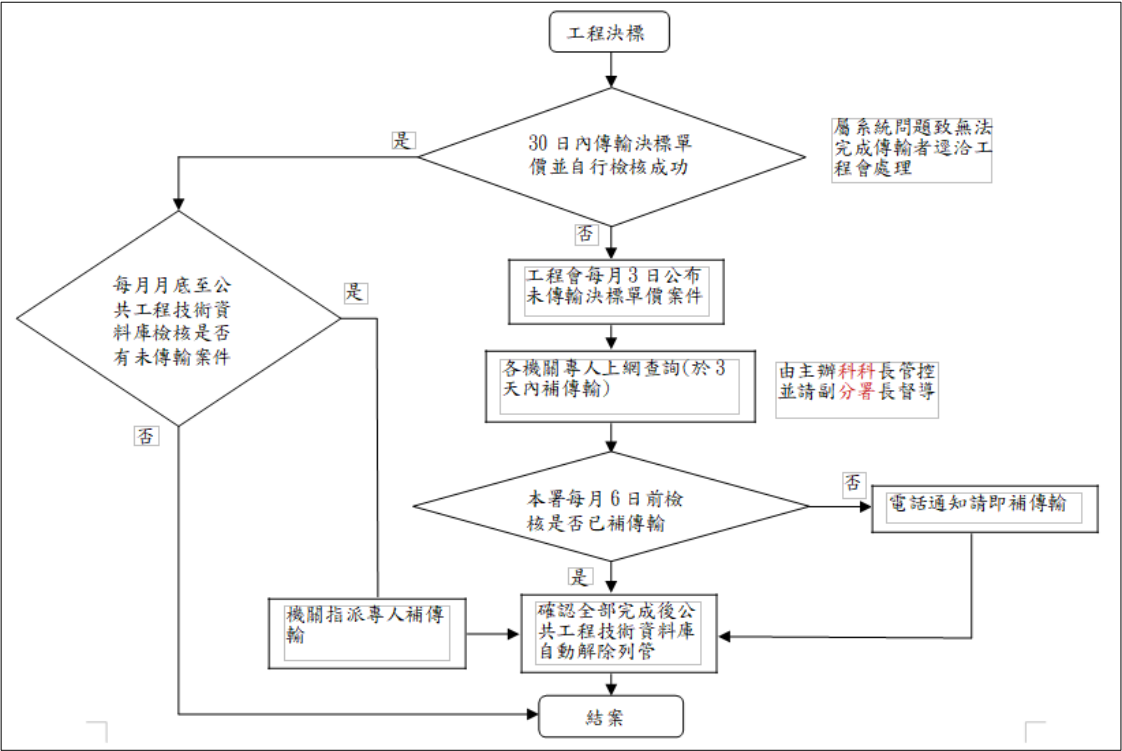 工程決標
30日內傳輸決標單
價並自行檢核成功
屬系統問題致無法
完成傳輸者逕洽工
程會處理
是
否
每月月底至公
共工程技術資
料庫檢核是否
有未傳輸案件
是
否
工程會每月3日公布
未傳輸決標單價案件
各機關專人上網查詢(於3
天內補傳輸)
由主辦科科長管控
並請副分署長督導
本署每月6日前檢
核是否已補傳輸
否
電話通知請即補傳輸
是
機關指派專人補傳
輸
確認全部完成後公
共工程技術資料庫
自動解除列管
結案